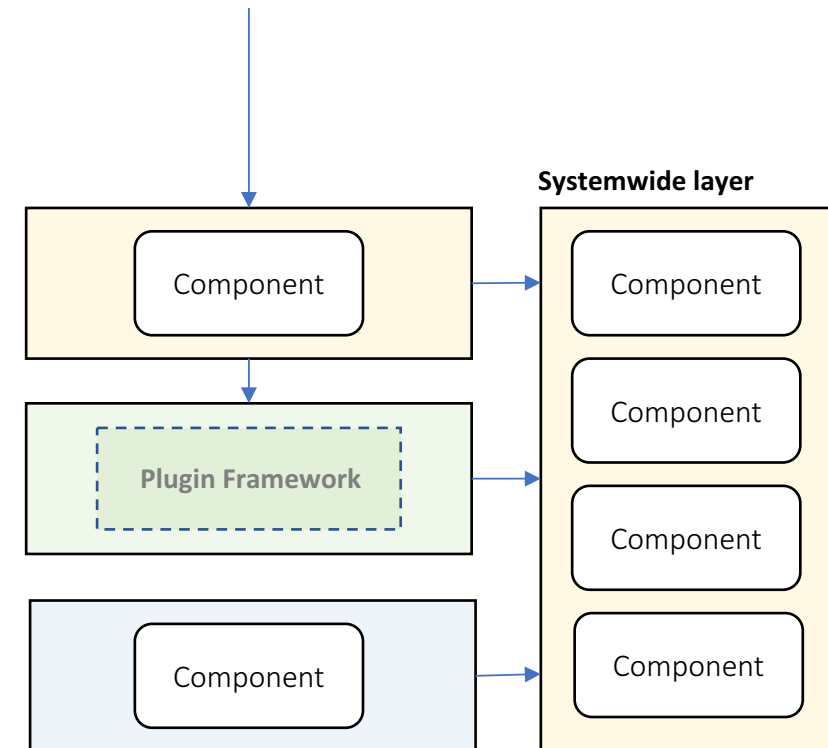 Systemwide layer
Component
Component
Component
Plugin Framework
Component
Component
Component